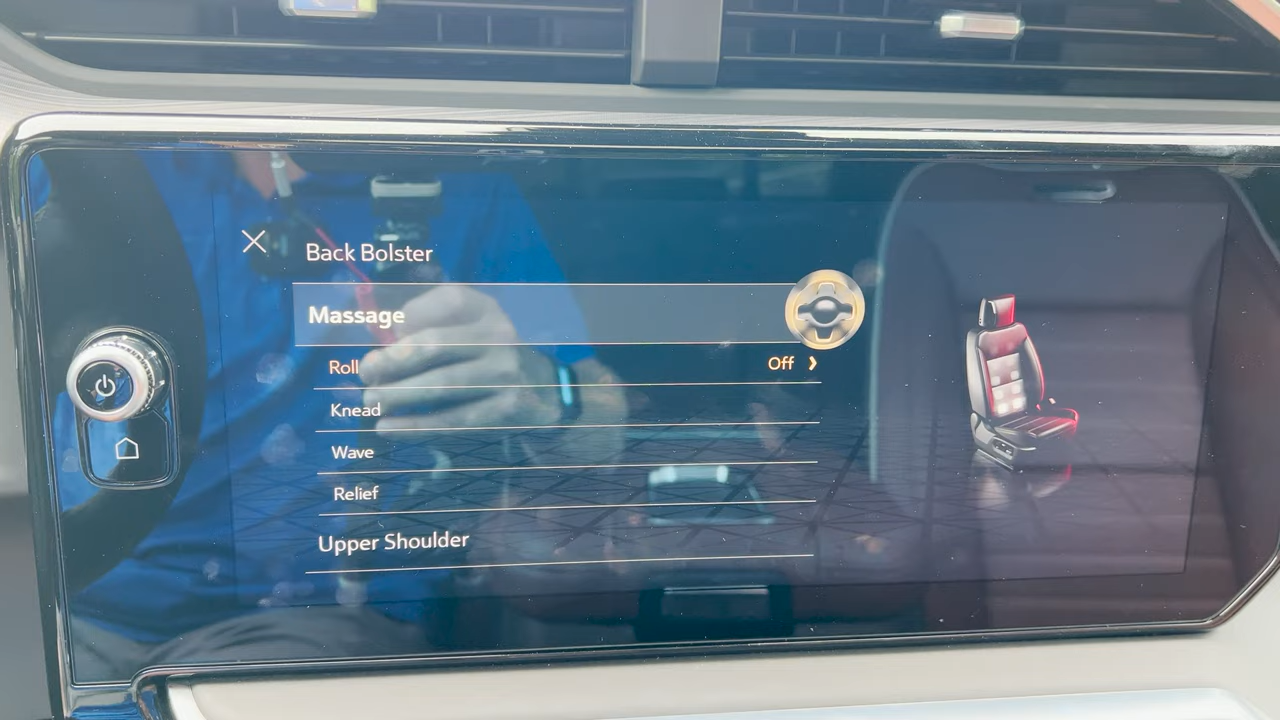 Back Bolster
Massage
Roll Off
Knead
Wave
Relief
Upper Shoulder